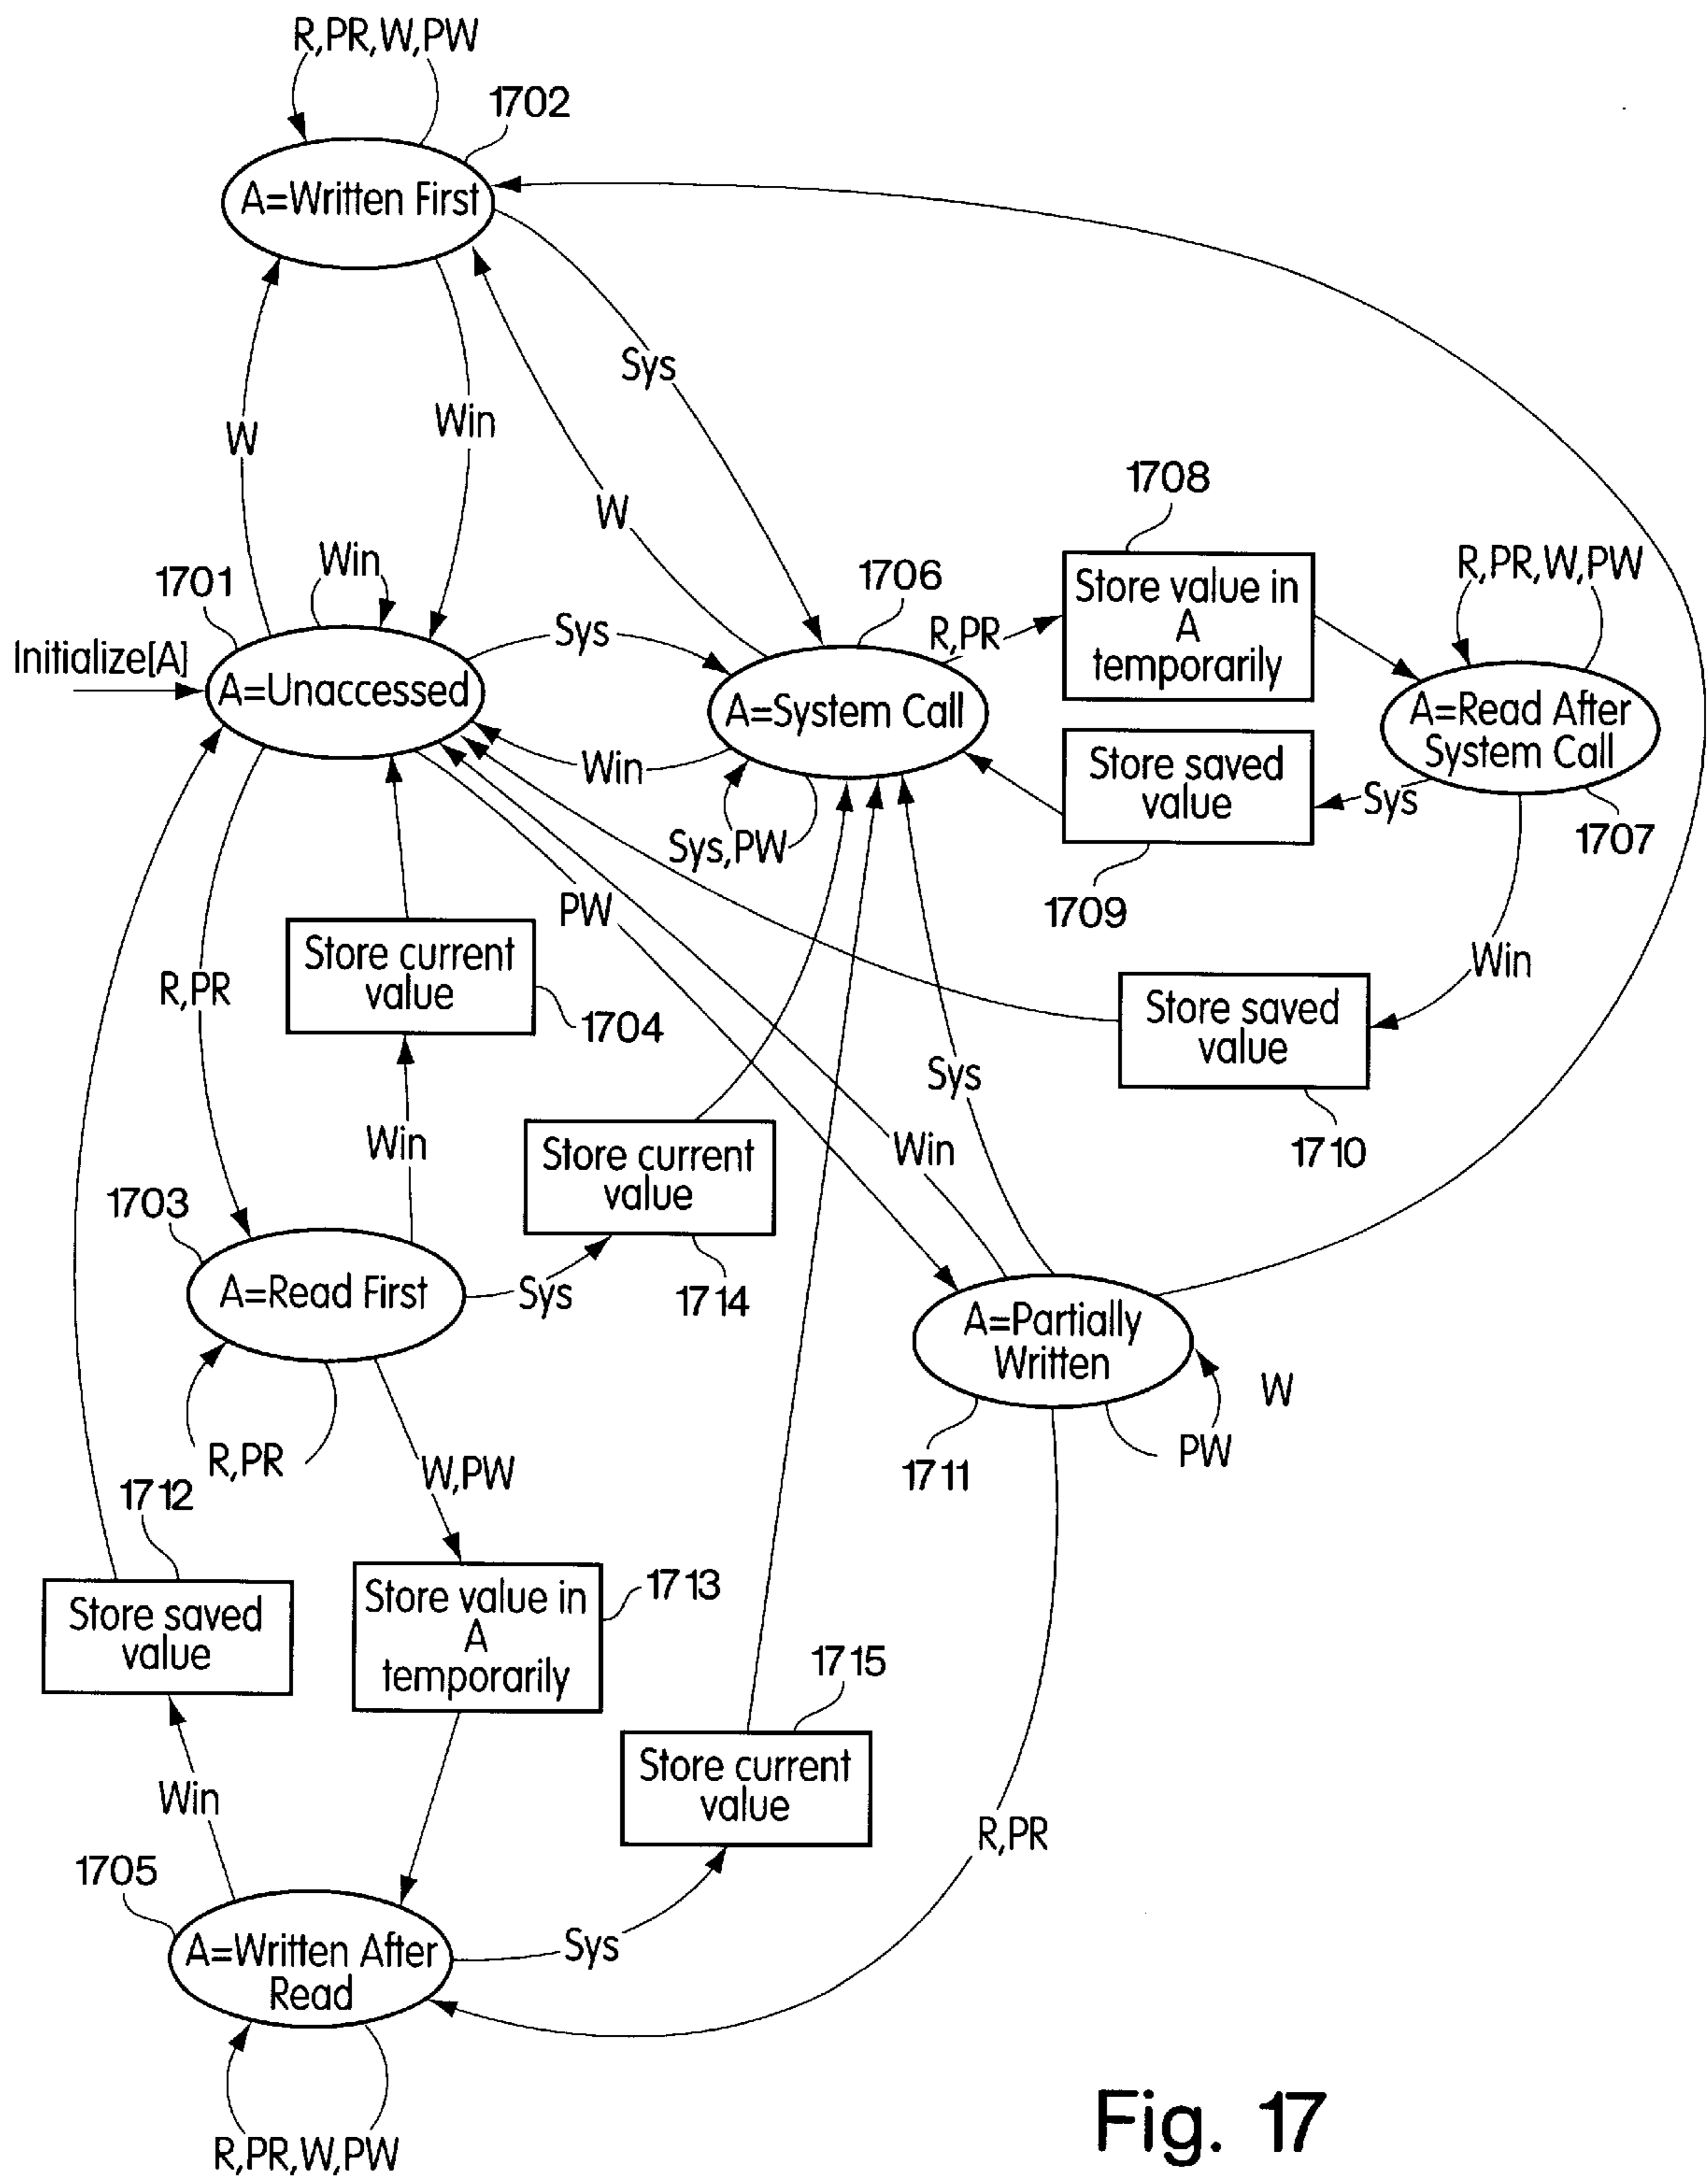 R,PR,W,PW
1702
A=Written First
Sys
Win
W
W
1708
Store value in
A
temporarily
R,PR,W,PW
Win
1701
1706
R,PR
Sys
Initialize[A]
A=Unaccessed
A=System Call
A=Read After
System Call
Store saved
value
Sys
1707
Win
Sys,PW
1709
PW
Store current
value
1704
R,PR
Win
Store saved
value
1710
Sys
Win
Win
Store current
value
1714
1703
A=Read First
Sys
A=Partially
Written
W
PW
1711
R,PR
W,PW
1712
Store saved
value
Store value in
A
temporarily
1713
1715
Store current
value
Win
R,PR
1705
A=Written After
Read
Sys
R,PR,W,PW
Fig. 17